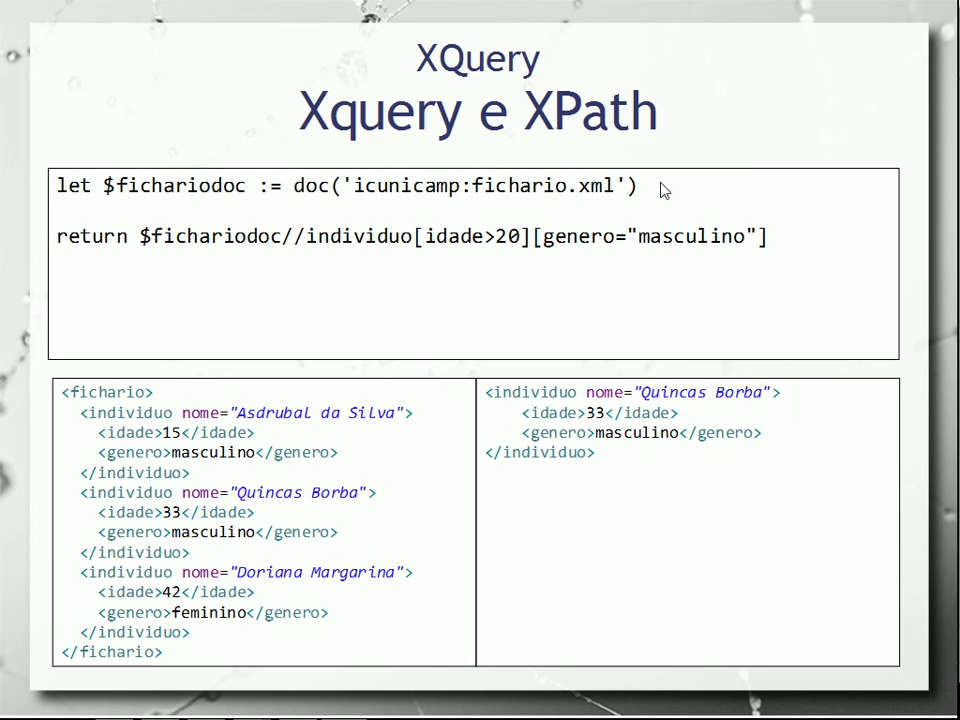 XQuery
Xquery e XPath
let $fichariodoc := doc('icunicamp:fichario.xml')
return $fichariodoc//individuo[idade>20][genero="masculino"]
<fichario>
<individuo nome="Asdrubal da Silva">
<idade>15</idade>
<genero>masculino</genero>
</individuo>
<individuo nome="Quincas Borba">
<idade>33</idade>
<genero>masculino</genero>
</individuo>
<individuo nome="Doriana Margarina">
<idade>42</idade>
<genero>feminino</genero>
</individuo>
</fichario>
<individuo nome="Quincas Borba">
<idade>33</idade>
<genero>masculino</genero>
</individuo>